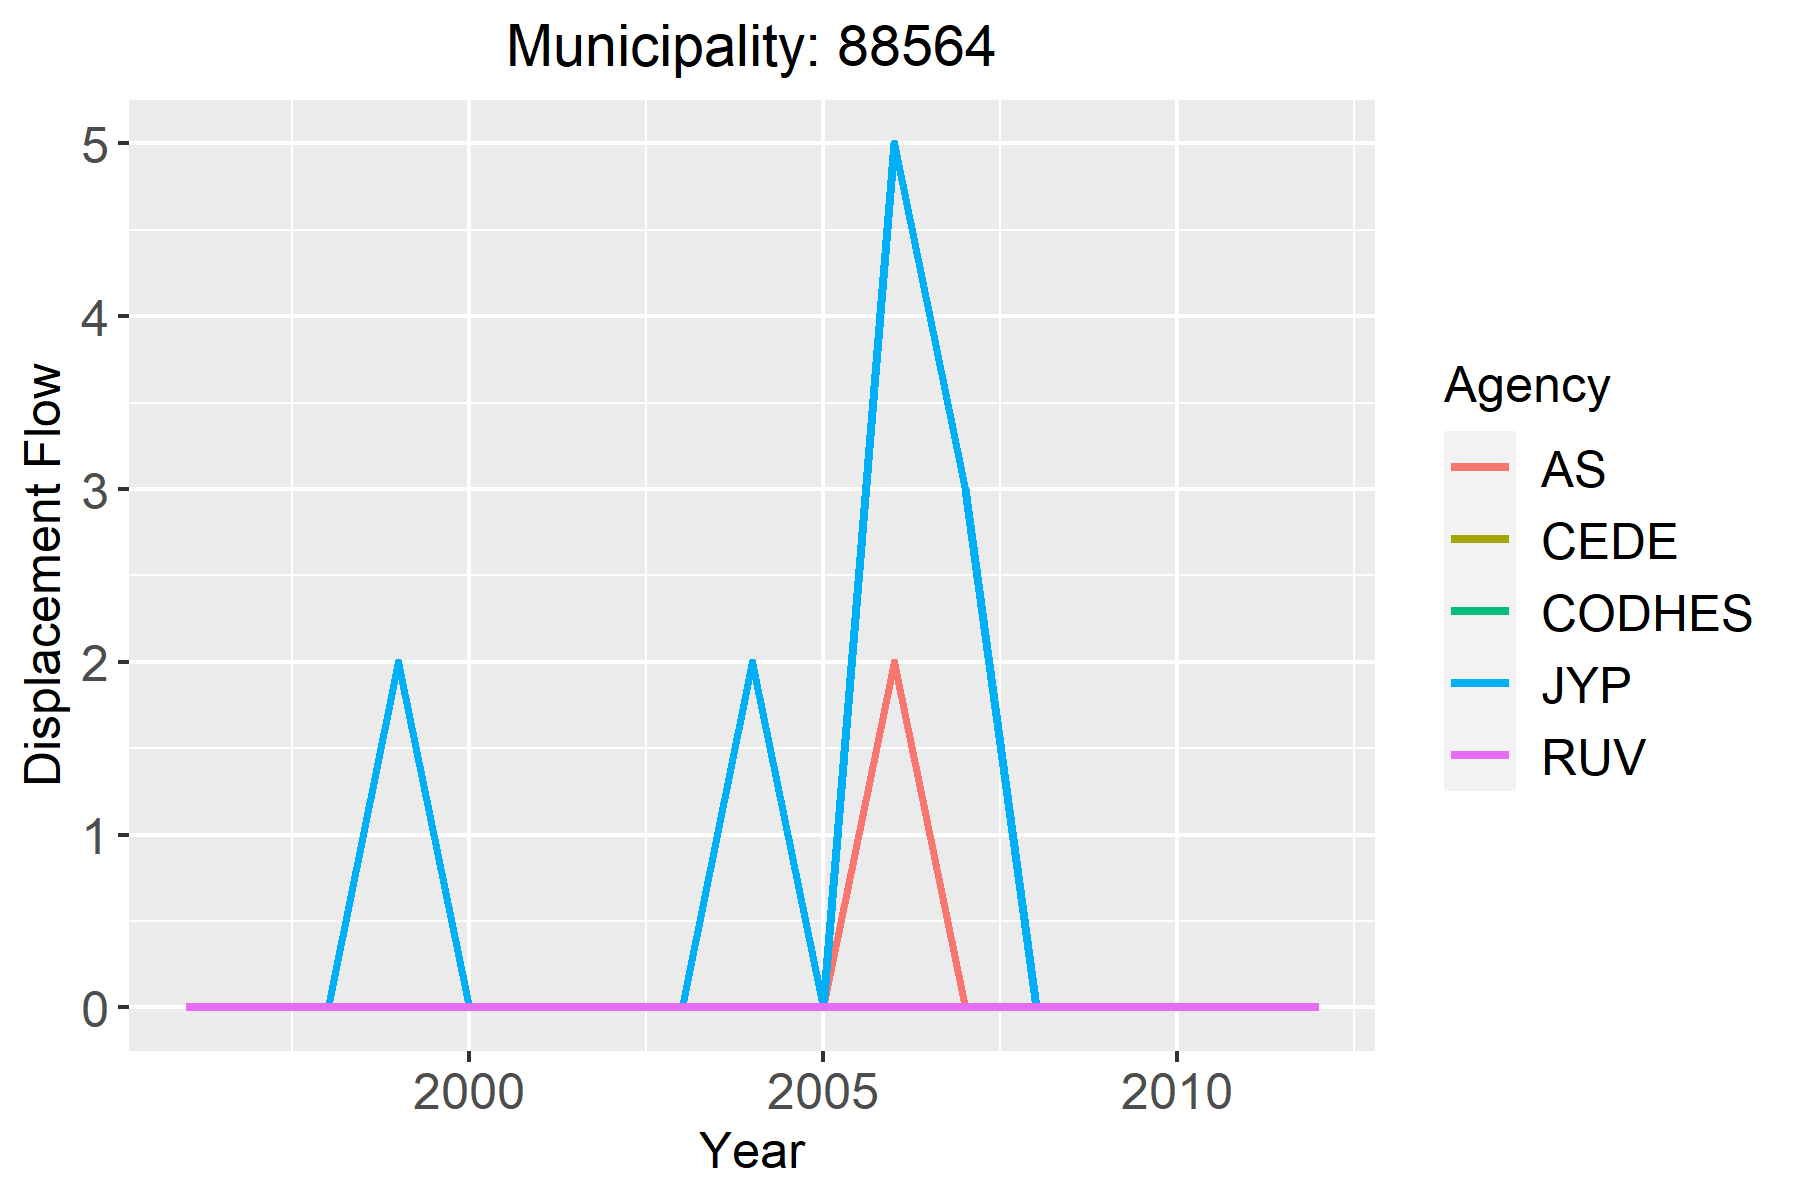 Municipality: 88564
5
4
3
2
1
0
Displacement Flow
2000 2005 2010
Year
Agency
AS
CEDE
CODHES
JYP
RUV